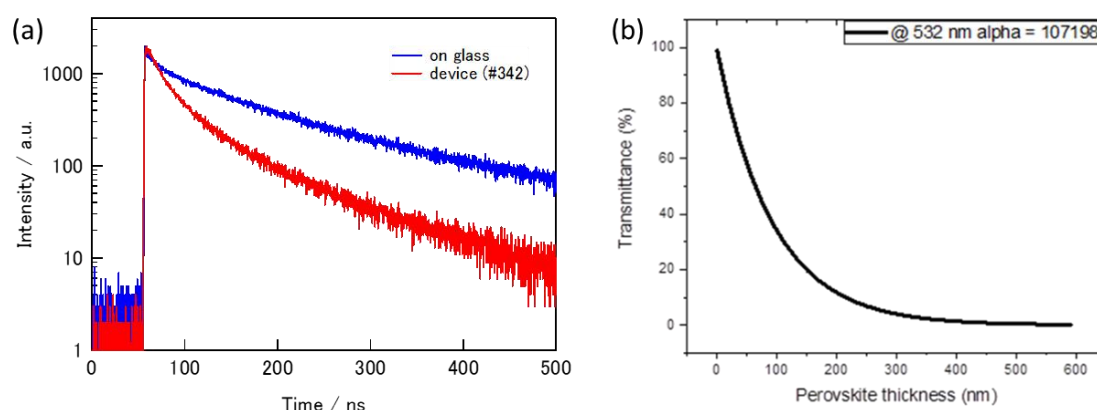 (a)
on glass
device (#342)
1000
100
10
1
Intensity / a.u.
0
100
200
300
400
500
Time / ns
(b)
@ 532 nm alpha = 107198
100
80
60
40
20
0
Transmittance (%)
0
100
200
300
400
500
600
Perovskite thickness (nm)